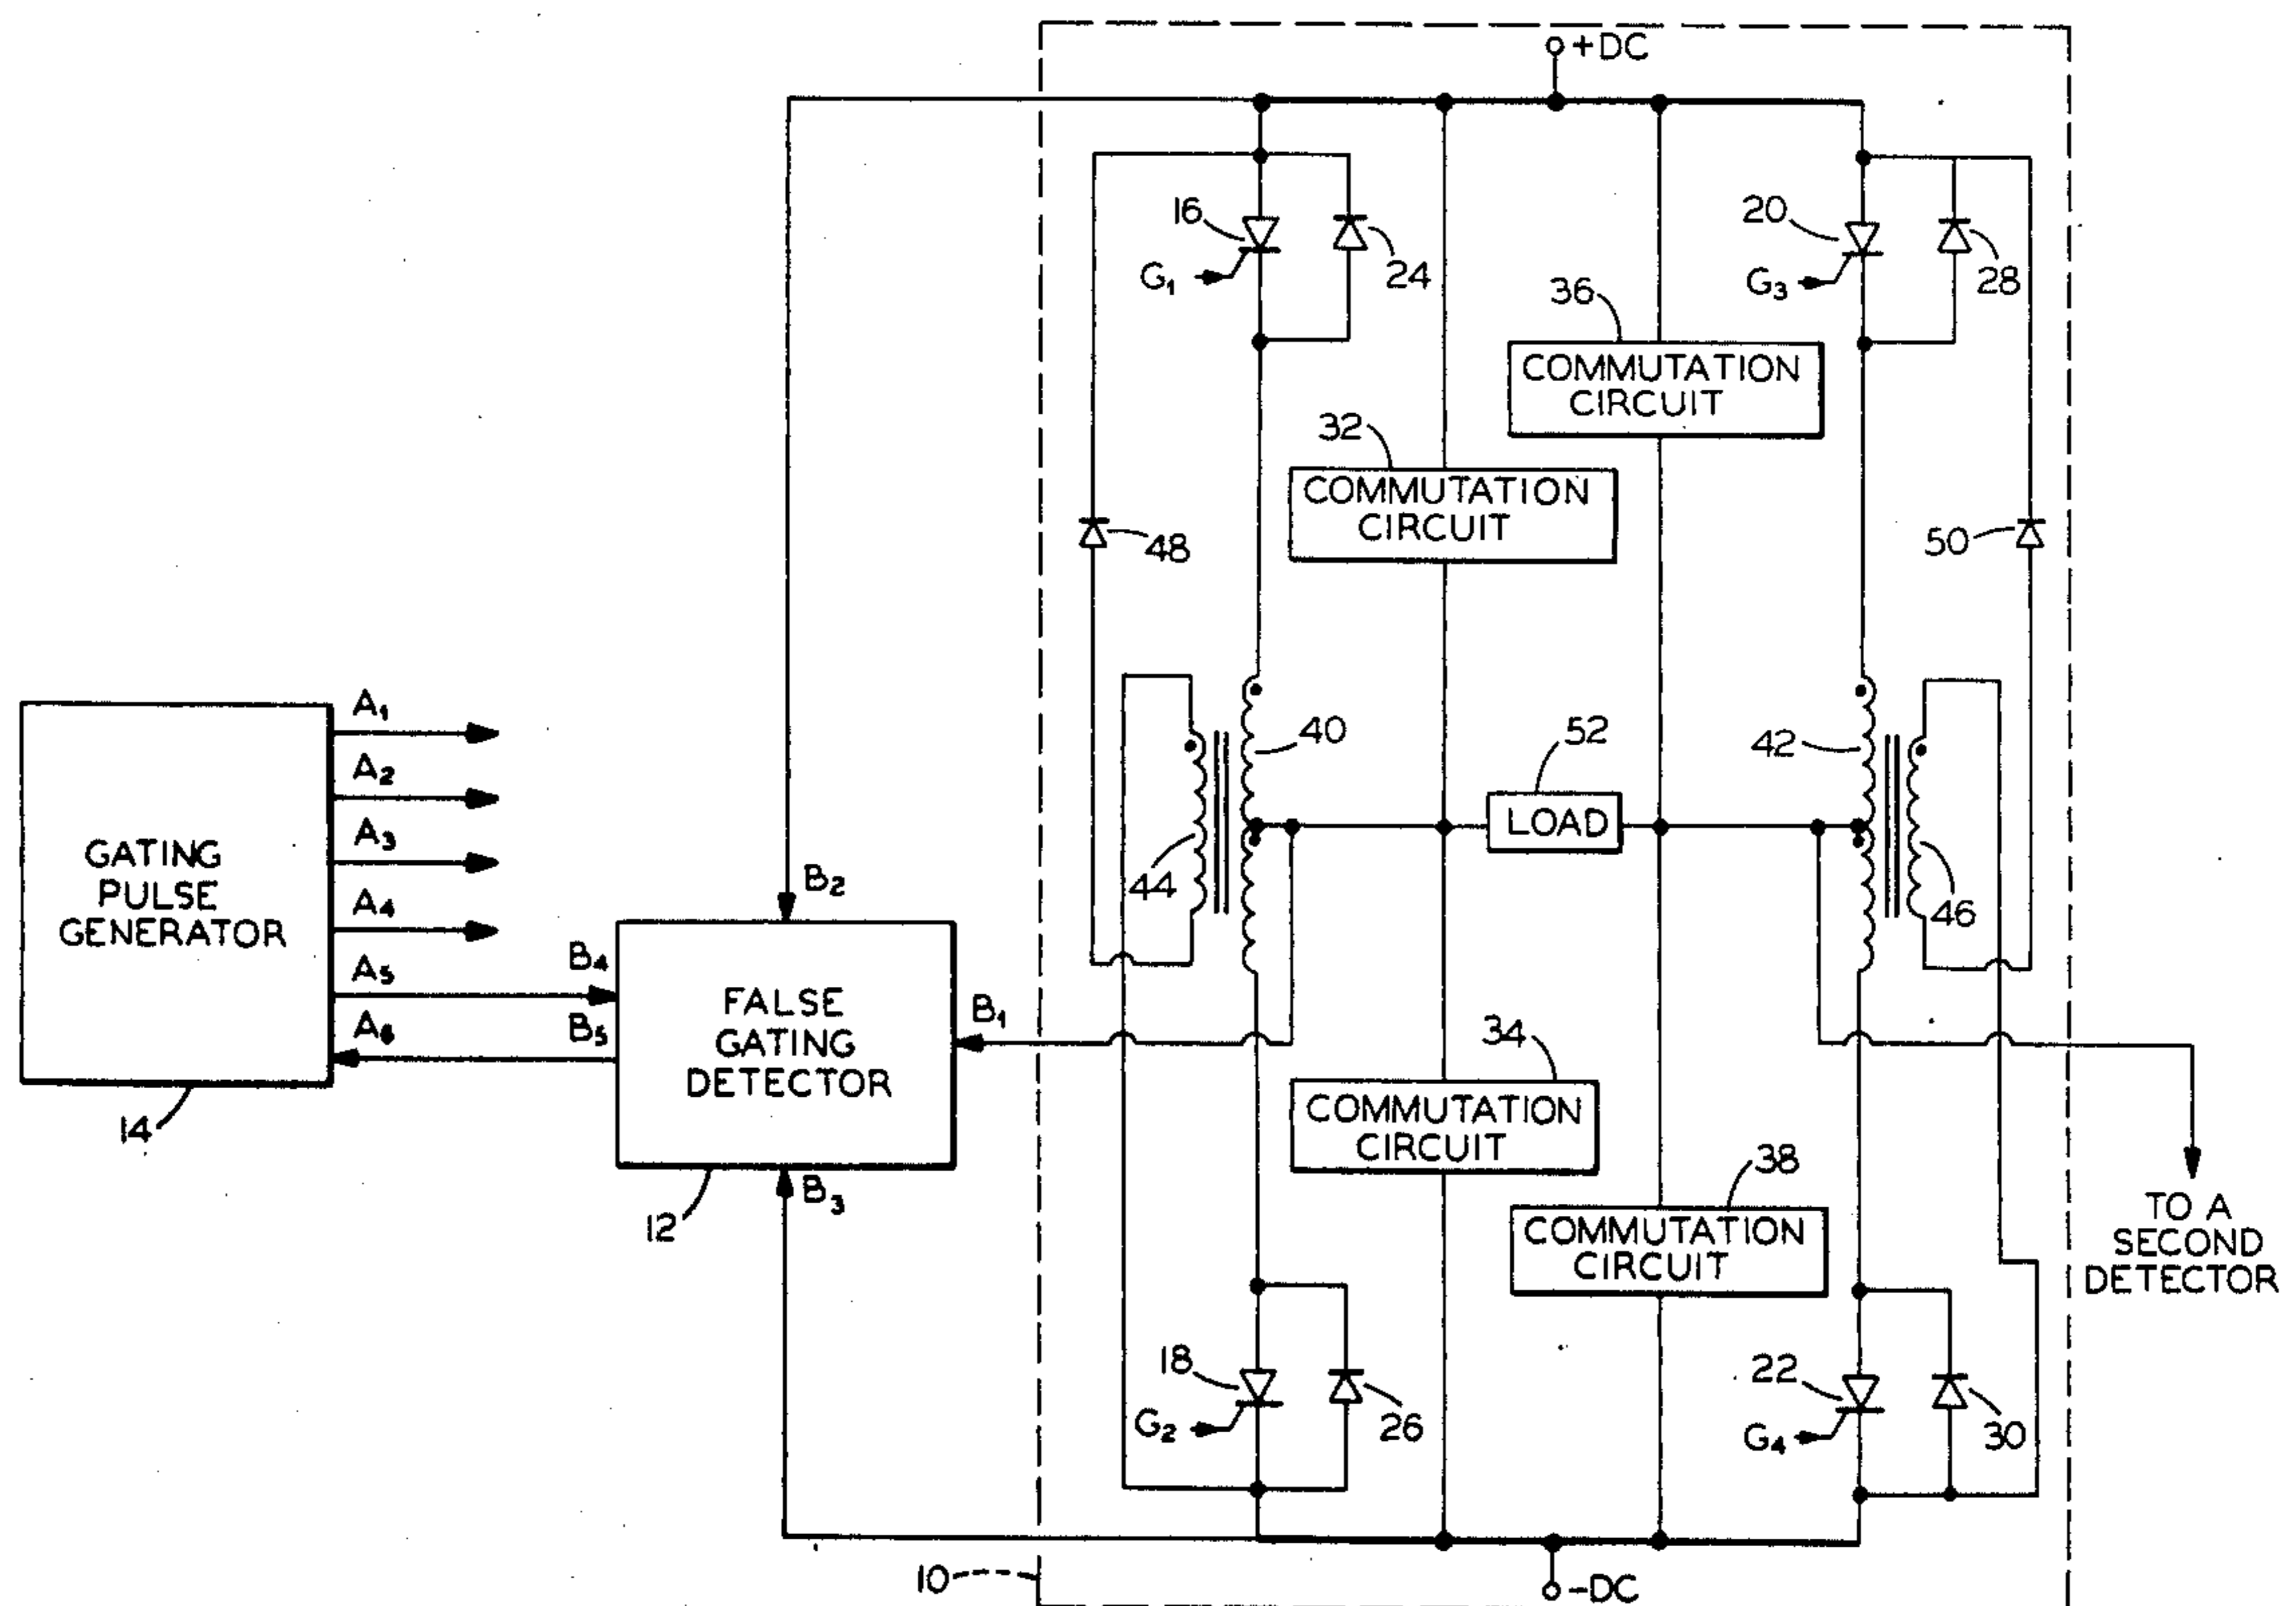 +DC
16
G₁
24
20
G₃
28
36
COMMUTATION
CIRCUIT
32
COMMUTATION
CIRCUIT
48
50
A₁
A₂
A₃
A₄
A₅
A₆
GATING
PULSE
GENERATOR
14
B₂
B₄
B₅
B₁
B₃
FALSE
GATING
DETECTOR
12
44
40
52
LOAD
42
46
34
COMMUTATION
CIRCUIT
38
COMMUTATION
CIRCUIT
18
G₂
26
22
G₄
30
TO A
SECOND
DETECTOR
10
-DC